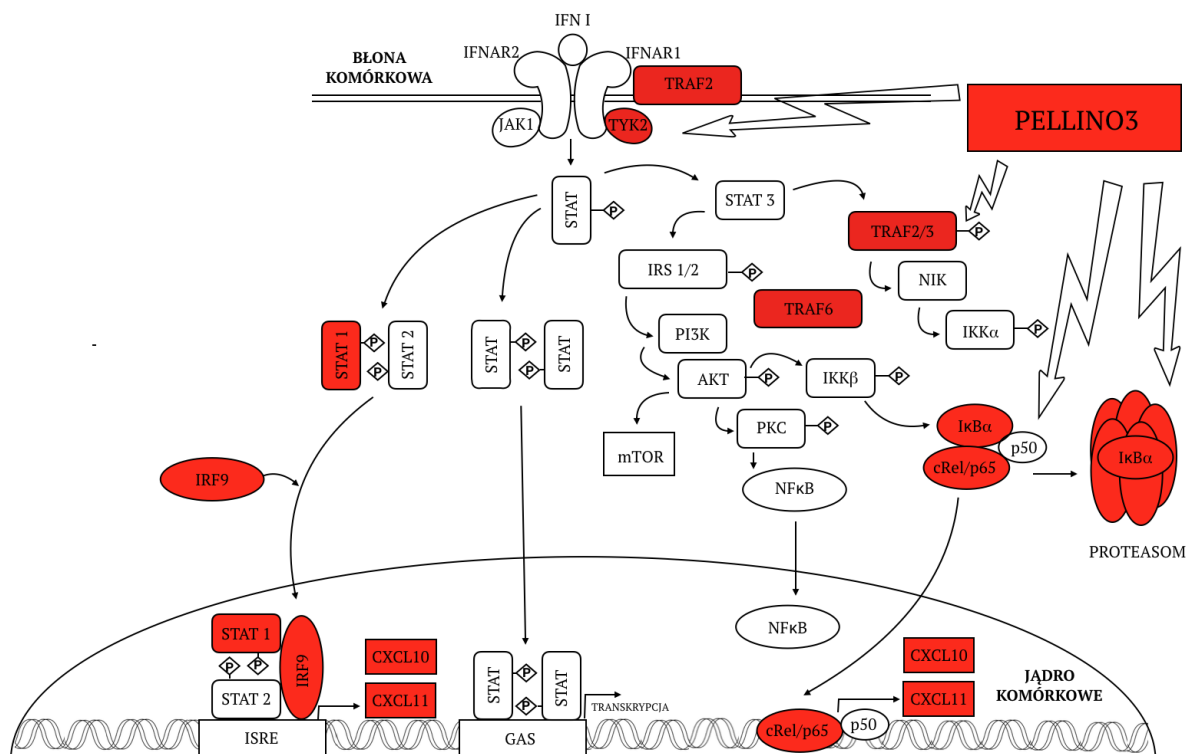 IFN I
IFNAR2
IFNAR1
BŁONA
KOMÓRKOWA
TRAF2
PELLINO3
JAK1
TYK2
STAT
P
STAT 3
TRAF2/3
P
IRS 1/2
P
NIK
TRAF6
IKKα
P
PI3K
STAT 1
P
P
STAT 2
STAT
P
P
STAT
AKT
P
IKKβ
P
PKC
P
IκBα
p50
cRel/p65
IκBα
mTOR
IRF9
NFκB
PROTEASOM
NFκB
STAT 1
P
P
STAT 2
IRF9
CXCL10
CXCL11
STAT
P
P
STAT
TRANSKRYPCJA
CXCL10
CXCL11
JĄDRO
KOMÓRKOWE
cRel/p65
p50
ISRE
GAS
-